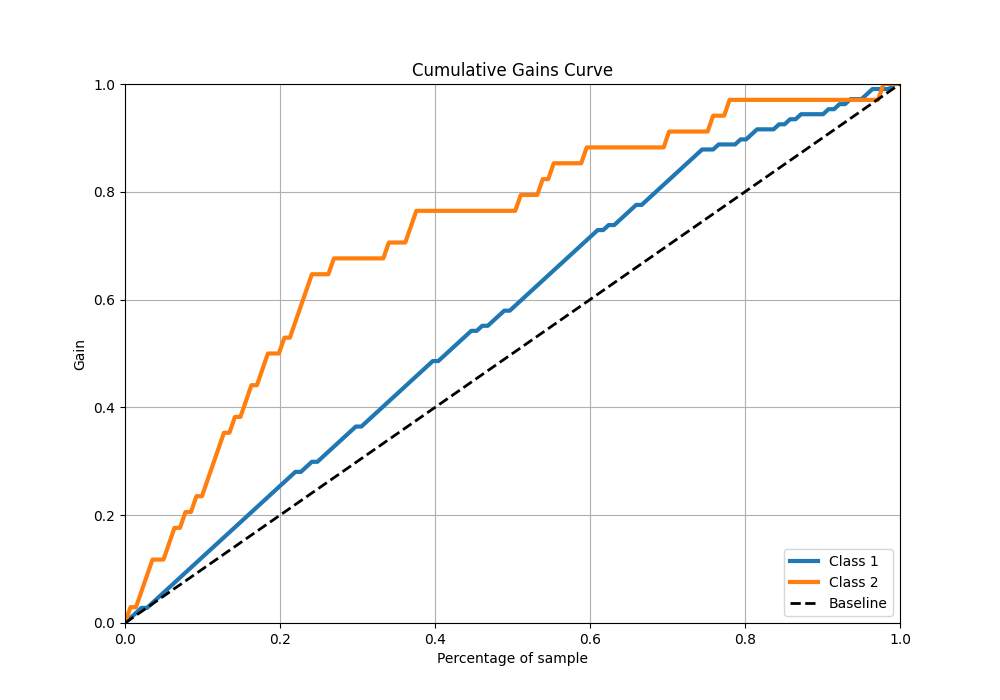 Cumulative Gains Curve
Gain
1.0
0.8
0.6
0.4
0.2
0.0
0.0 0.2 0.4 0.6 0.8 1.0
Percentage of sample
Class 1
Class 2
Baseline